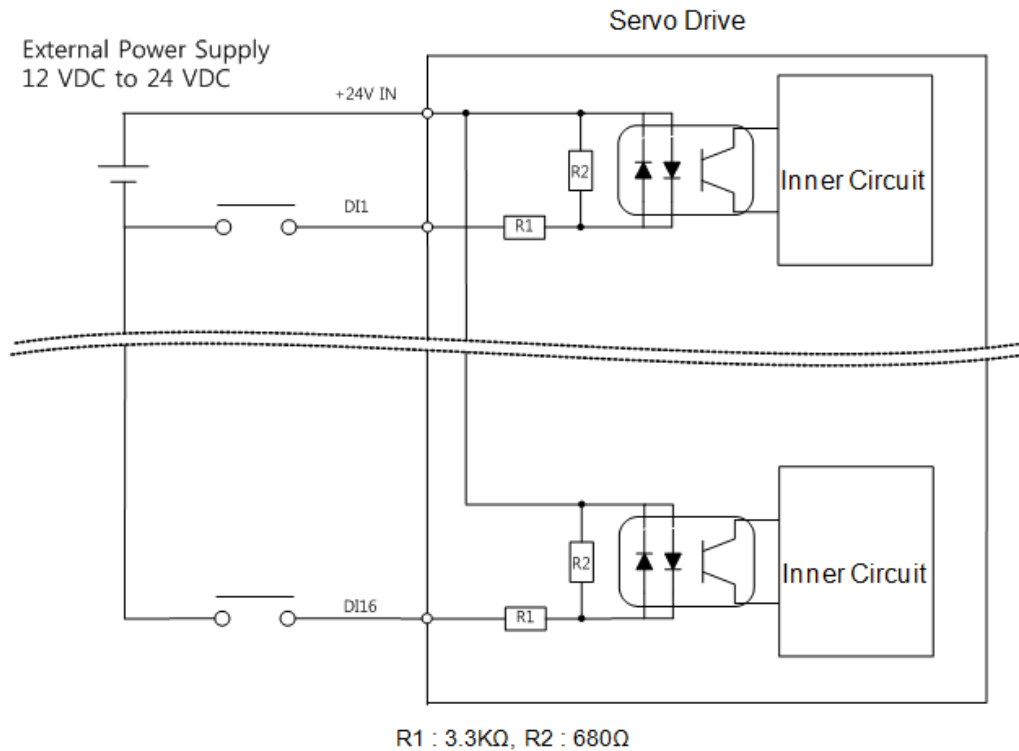 Servo Drive
External Power Supply
12 VDC to 24 VDC
+24V IN
R2
Inner Circuit
DI1
R1
R2
Inner Circuit
DI16
R1
R1 : 3.3KΩ, R2 : 680Ω